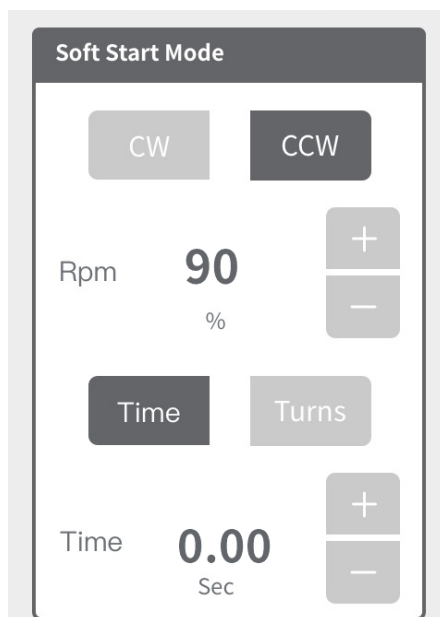 Soft Start Mode
CW CCW
+
Rpm 90
%
−
Time Turns
+
Time 0.00
Sec
−